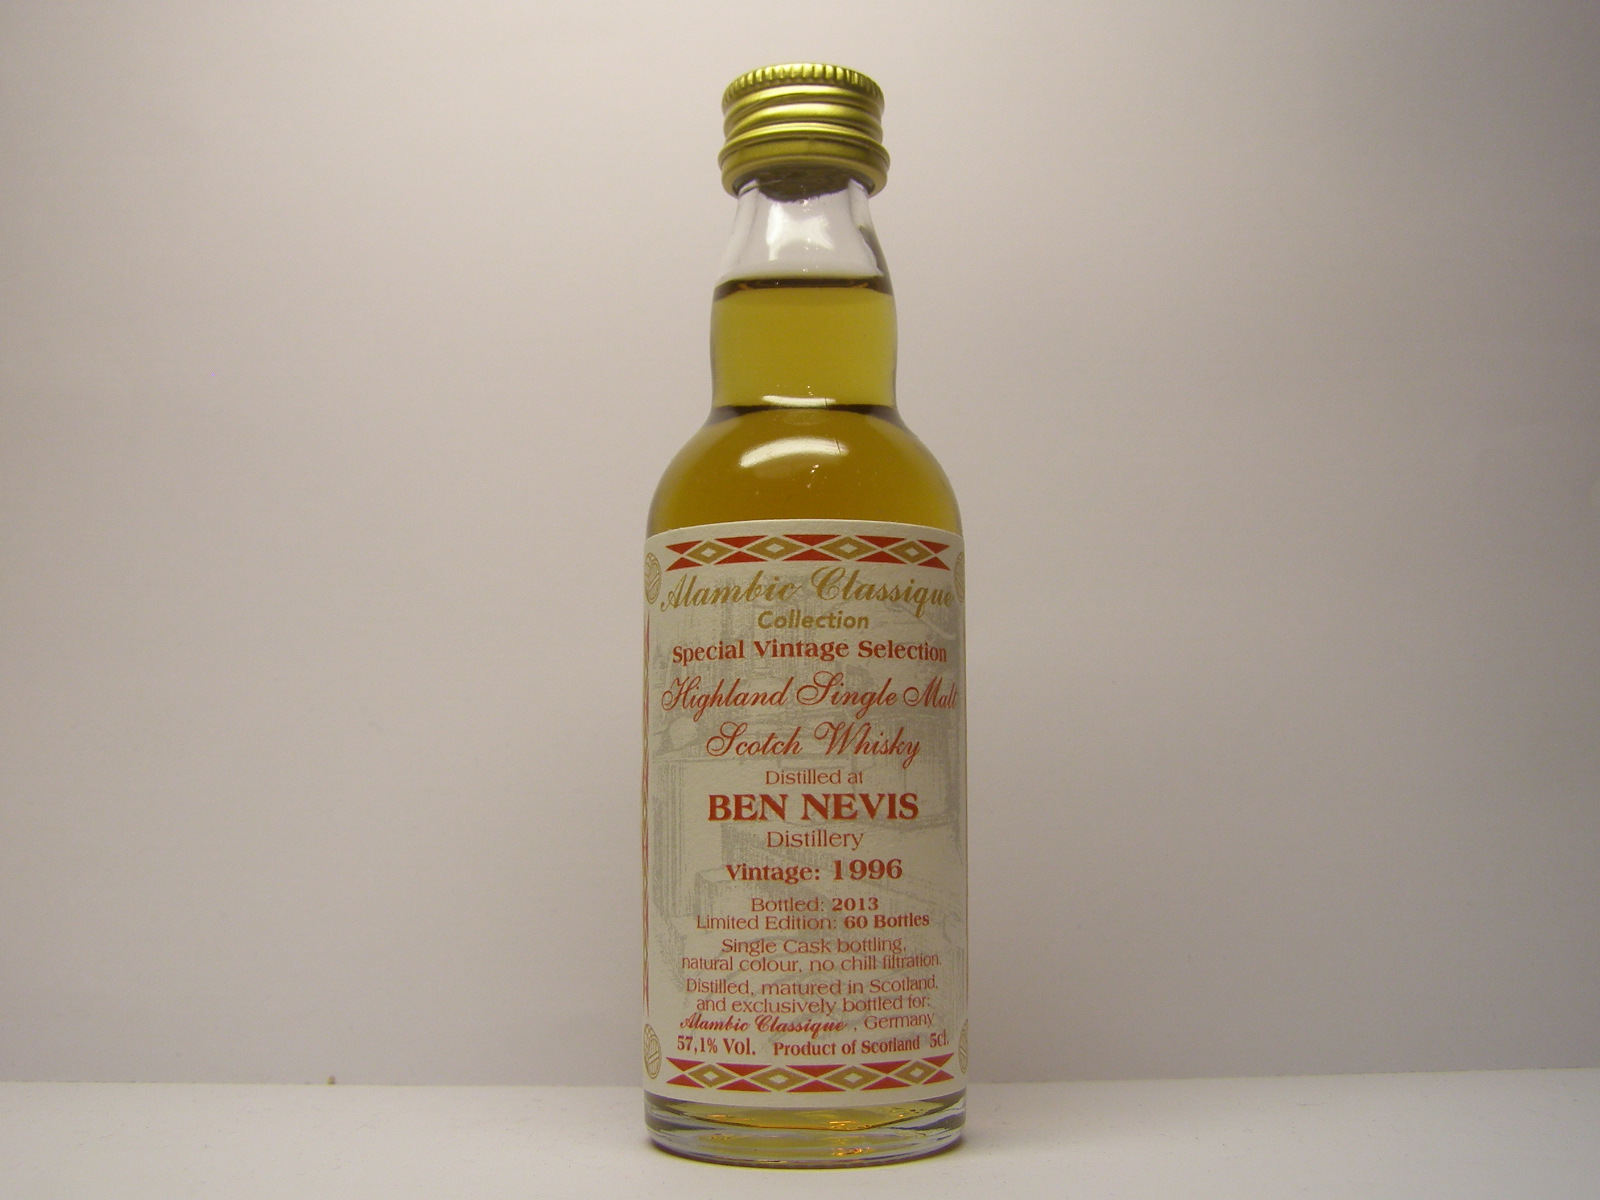 Alambic Classique
Collection
Special Vintage Selection
Highland Single Malt
Scotch Whisky
Distilled at
BEN NEVIS
Distillery
Vintage: 1996
Bottled: 2013
Limited Edition: 60 Bottles
Single Cask bottling,
natural colour, no chill filtration.
Distilled, matured in Scotland,
and exclusively bottled for:
Alambic Classique, Germany
57,1% Vol. Product of Scotland 5cl.